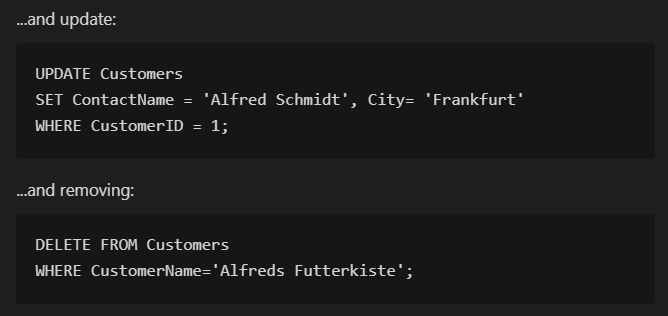 ...and update:
UPDATE Customers
SET ContactName = 'Alfred Schmidt', City= 'Frankfurt'
WHERE CustomerID = 1;
...and removing:
DELETE FROM Customers
WHERE CustomerName='Alfreds Futterkiste';